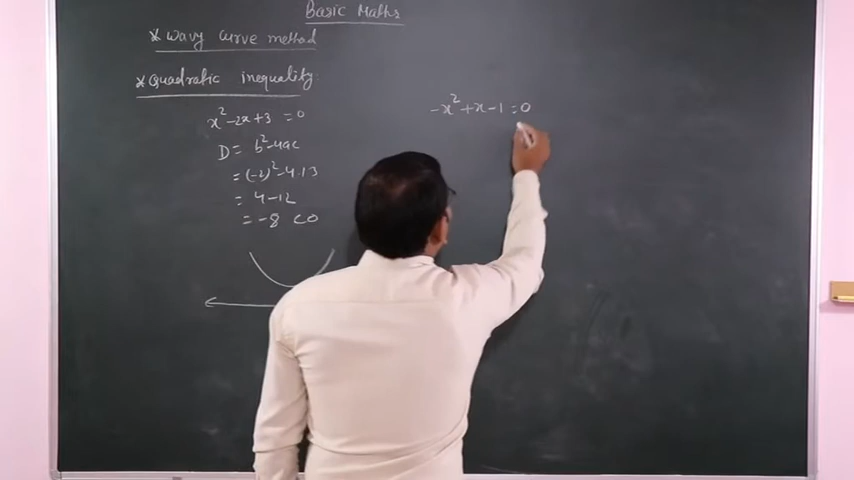 Basic Maths
* Wavy Curve method
* Quadratic inequality.
x²-2x+3 = 0
D = b²-4ac
= (-2)²-4.1.3
= 4-12
= -8 <0
-x²+x-1=0